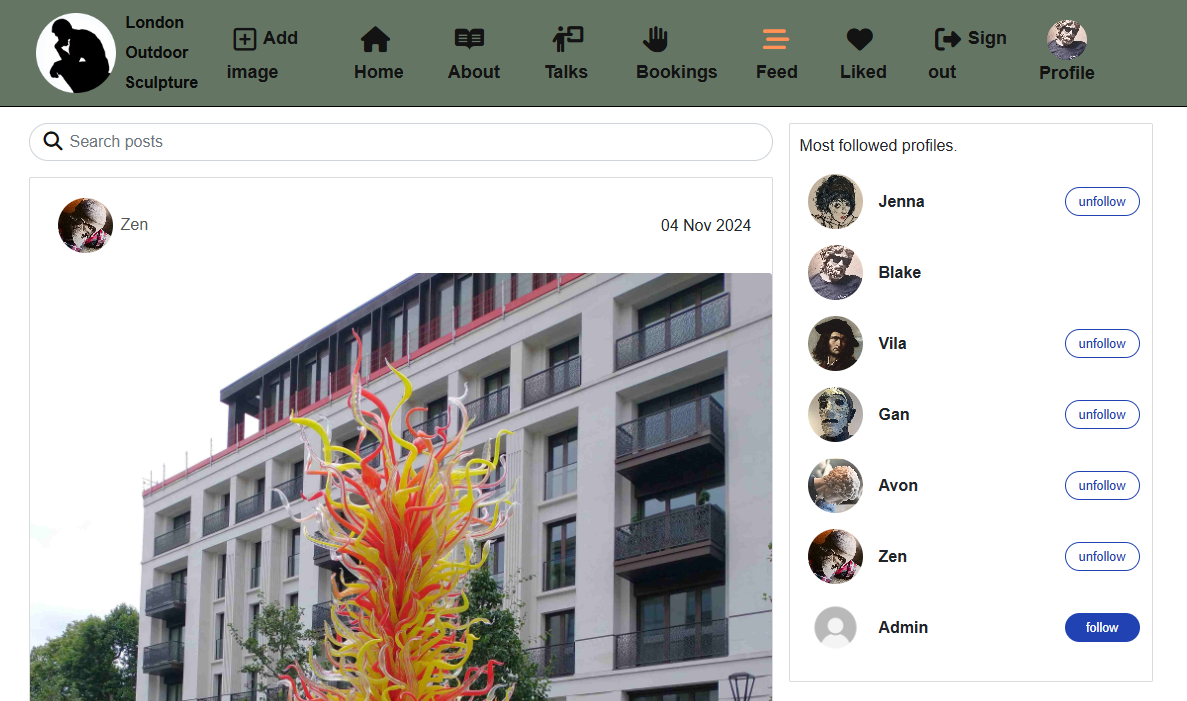 London
Outdoor
Sculpture
Add
image
Home
About
Talks
Bookings
Feed
Liked
Sign
out
Profile
Search posts
Zen
04 Nov 2024
Most followed profiles.
Jenna unfollow
Blake
Vila unfollow
Gan unfollow
Avon unfollow
Zen unfollow
Admin follow